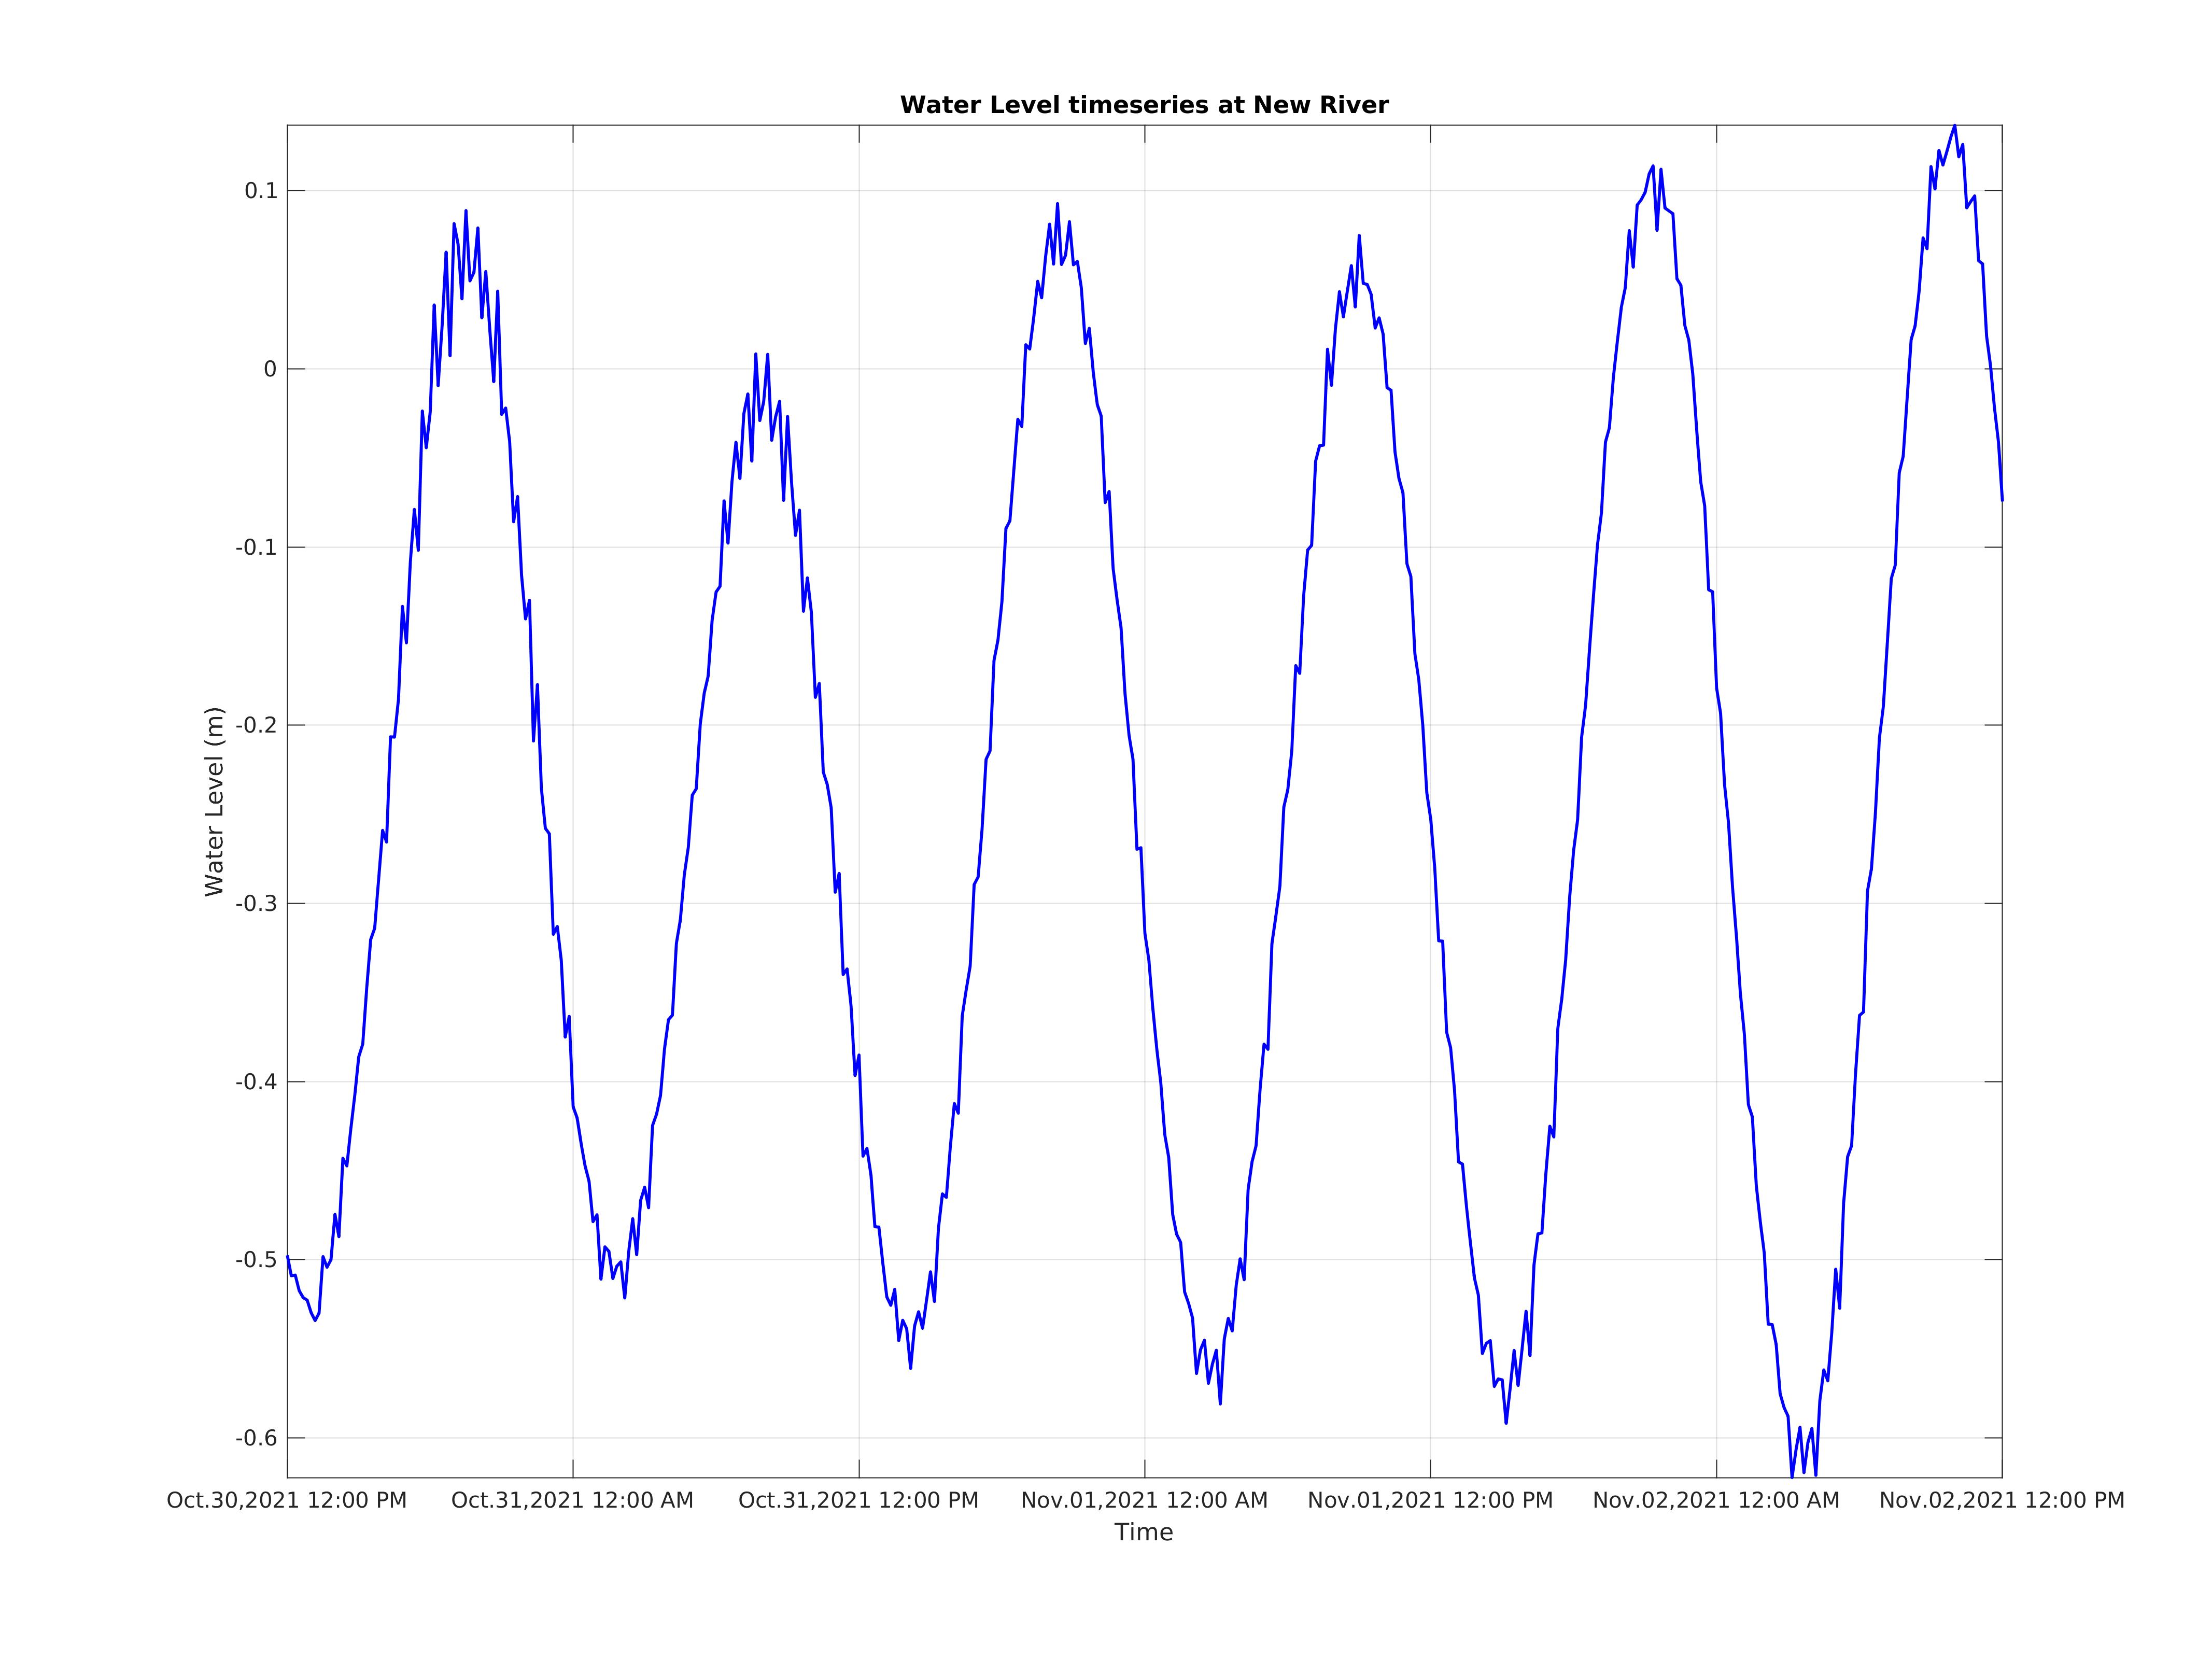 Water Level timeseries at New River
0.1
0
-0.1
-0.2
-0.3
-0.4
-0.5
-0.6
Water Level (m)
Oct.30,2021 12:00 PM
Oct.31,2021 12:00 AM
Oct.31,2021 12:00 PM
Nov.01,2021 12:00 AM
Nov.01,2021 12:00 PM
Nov.02,2021 12:00 AM
Nov.02,2021 12:00 PM
Time